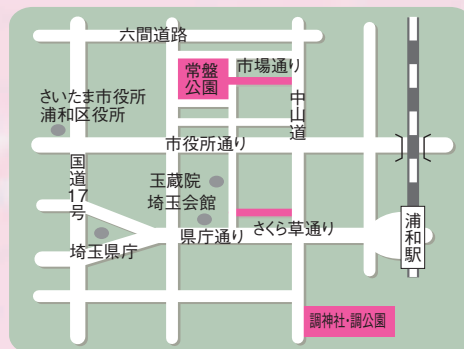 六間道路
常盤
公園
市場通り
さいたま市役所
浦和区役所
中山道
市役所通り
国道17号
玉蔵院
埼玉会館
さくら草通り
県庁通り
埼玉県庁
浦和駅
調神社・調公園